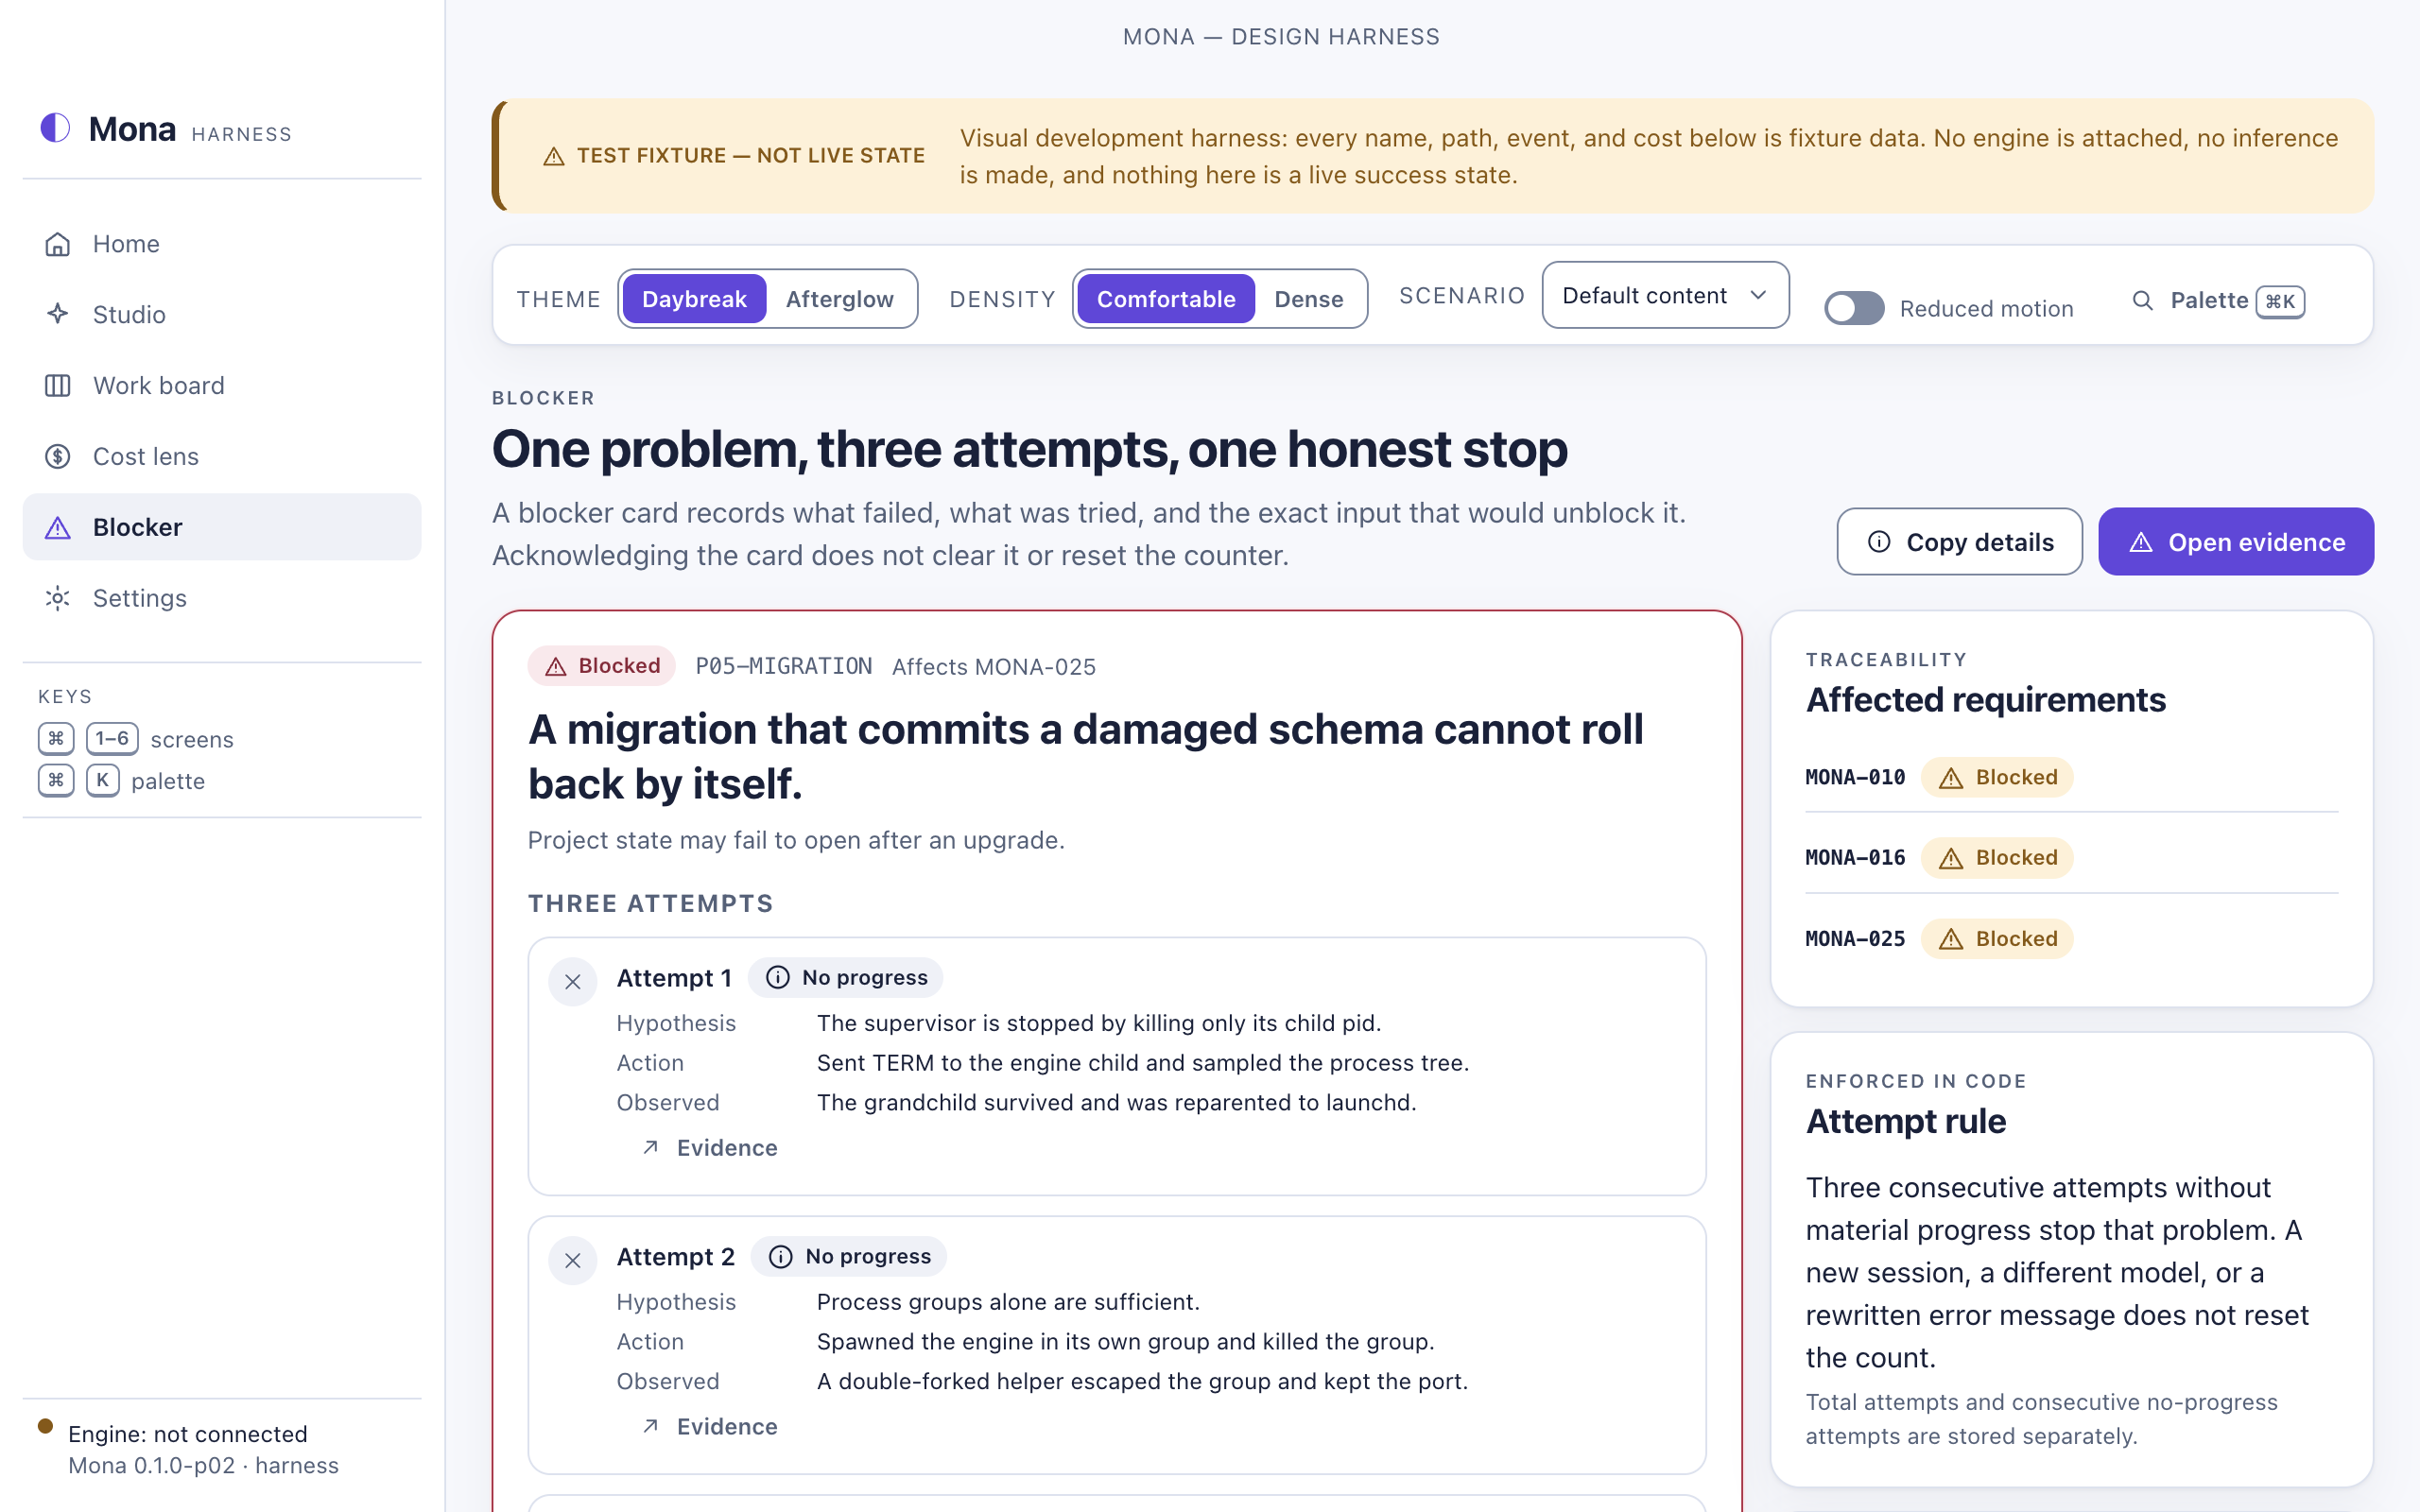 MONA — DESIGN HARNESS
Mona HARNESS
Home
Studio
Work board
Cost lens
Blocker
Settings
KEYS
⌘ 1–6 screens
⌘ K palette
Engine: not connected
Mona 0.1.0-p02 · harness
TEST FIXTURE — NOT LIVE STATE
Visual development harness: every name, path, event, and cost below is fixture data. No engine is attached, no inference
is made, and nothing here is a live success state.
THEME Daybreak Afterglow DENSITY Comfortable Dense SCENARIO Default content Reduced motion Palette ⌘K
BLOCKER
One problem, three attempts, one honest stop
A blocker card records what failed, what was tried, and the exact input that would unblock it.
Acknowledging the card does not clear it or reset the counter.
Copy details Open evidence
Blocked P05-MIGRATION Affects MONA-025
A migration that commits a damaged schema cannot roll
back by itself.
Project state may fail to open after an upgrade.
THREE ATTEMPTS
Attempt 1 No progress
Hypothesis The supervisor is stopped by killing only its child pid.
Action Sent TERM to the engine child and sampled the process tree.
Observed The grandchild survived and was reparented to launchd.
Evidence
Attempt 2 No progress
Hypothesis Process groups alone are sufficient.
Action Spawned the engine in its own group and killed the group.
Observed A double-forked helper escaped the group and kept the port.
Evidence
TRACEABILITY
Affected requirements
MONA-010 Blocked
MONA-016 Blocked
MONA-025 Blocked
ENFORCED IN CODE
Attempt rule
Three consecutive attempts without
material progress stop that problem. A
new session, a different model, or a
rewritten error message does not reset
the count.
Total attempts and consecutive no-progress
attempts are stored separately.